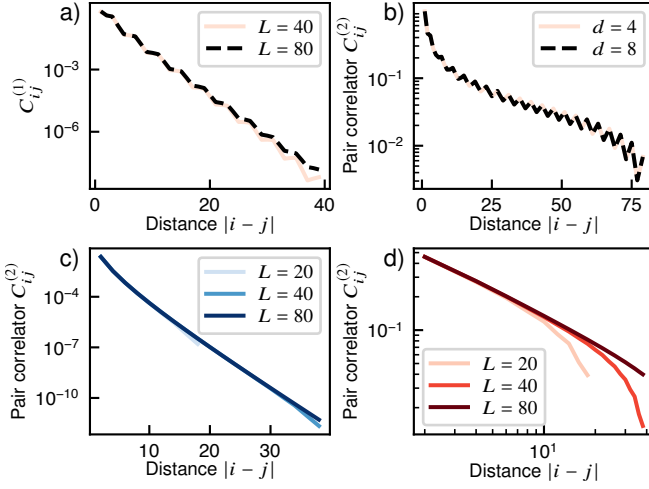 a)
L = 40
L = 80
C_{ij}^{(1)}
10^{-3}
10^{-6}
0
20
40
Distance |i − j|
b)
d = 4
d = 8
Pair correlator C_{ij}^{(2)}
10^{-1}
10^{-2}
0
25
50
75
Distance |i − j|
c)
L = 20
L = 40
L = 80
Pair correlator C_{ij}^{(2)}
10^{-4}
10^{-7}
10^{-10}
10
30
Distance |i − j|
d)
L = 20
L = 40
L = 80
Pair correlator C_{ij}^{(2)}
10^{-1}
10^1
Distance |i − j|